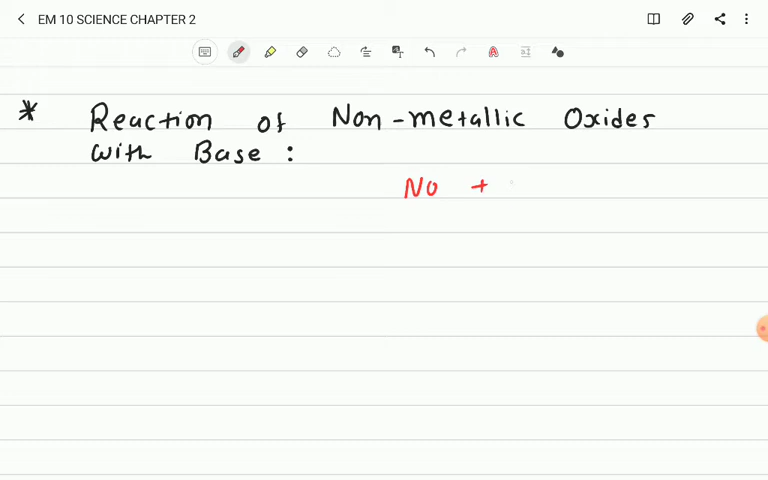 EM 10 SCIENCE CHAPTER 2
* Reaction of Non-metallic Oxides
with Base :
No +